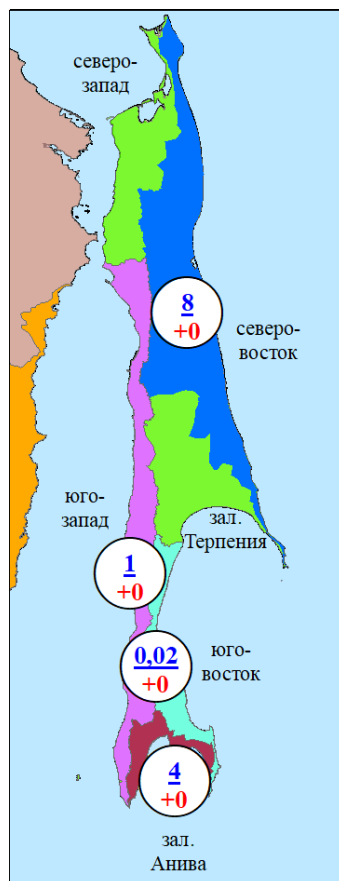 северо-
запад
8
+0
северо-
восток
юго-
запад
зал.
Терпения
1
+0
0,02
+0
юго-
восток
4
+0
зал.
Анива